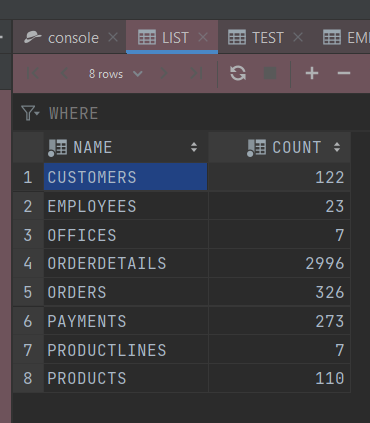 console LIST TEST EM
8 rows
WHERE
NAME COUNT
1 CUSTOMERS 122
2 EMPLOYEES 23
3 OFFICES 7
4 ORDERDETAILS 2996
5 ORDERS 326
6 PAYMENTS 273
7 PRODUCTLINES 7
8 PRODUCTS 110